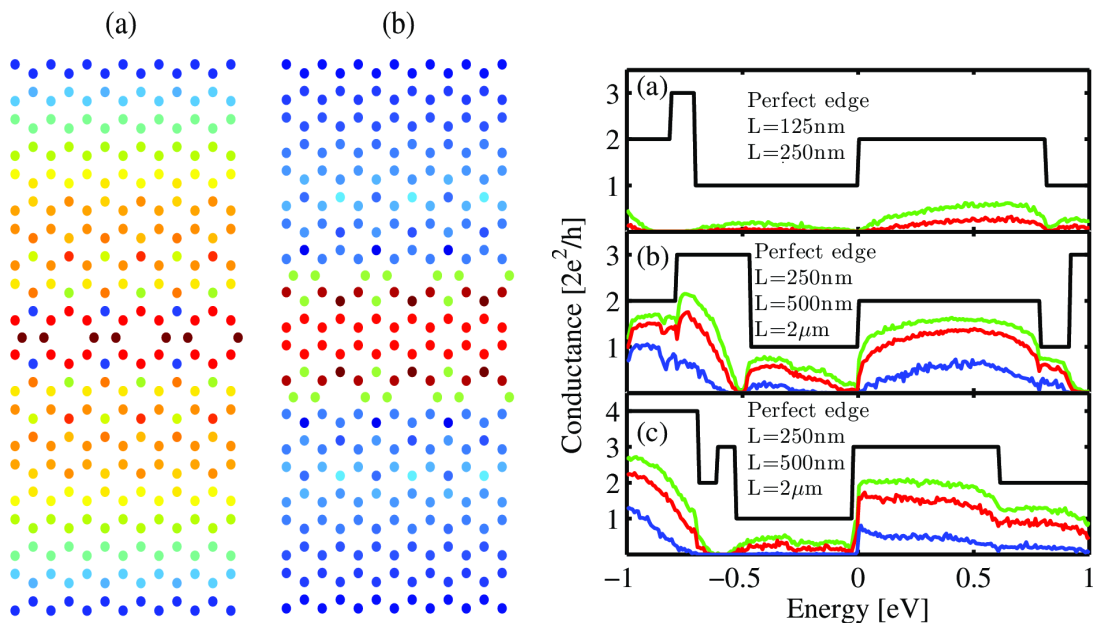 (a)
(b)
Conductance [2e²/h]
3
2
1
(a)
Perfect edge
L=125nm
L=250nm
3
2
1
(b)
Perfect edge
L=250nm
L=500nm
L=2μm
4
3
2
1
(c)
Perfect edge
L=250nm
L=500nm
L=2μm
−1
−0.5
0
0.5
1
Energy [eV]